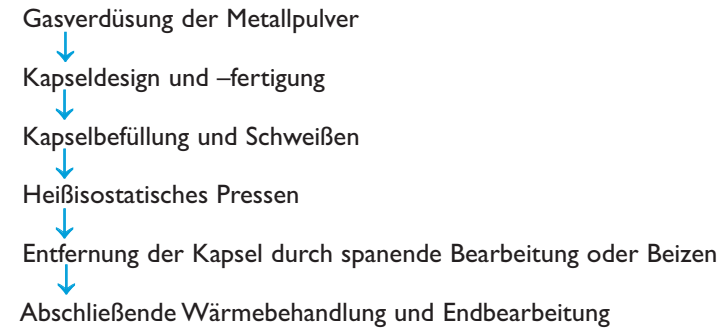 Gasverdüsung der Metallpulver
Kapseldesign und –fertigung
Kapselbefüllung und Schweißen
Heißisostatisches Pressen
Entfernung der Kapsel durch spanende Bearbeitung oder Beizen
Abschließende Wärmebehandlung und Endbearbeitung